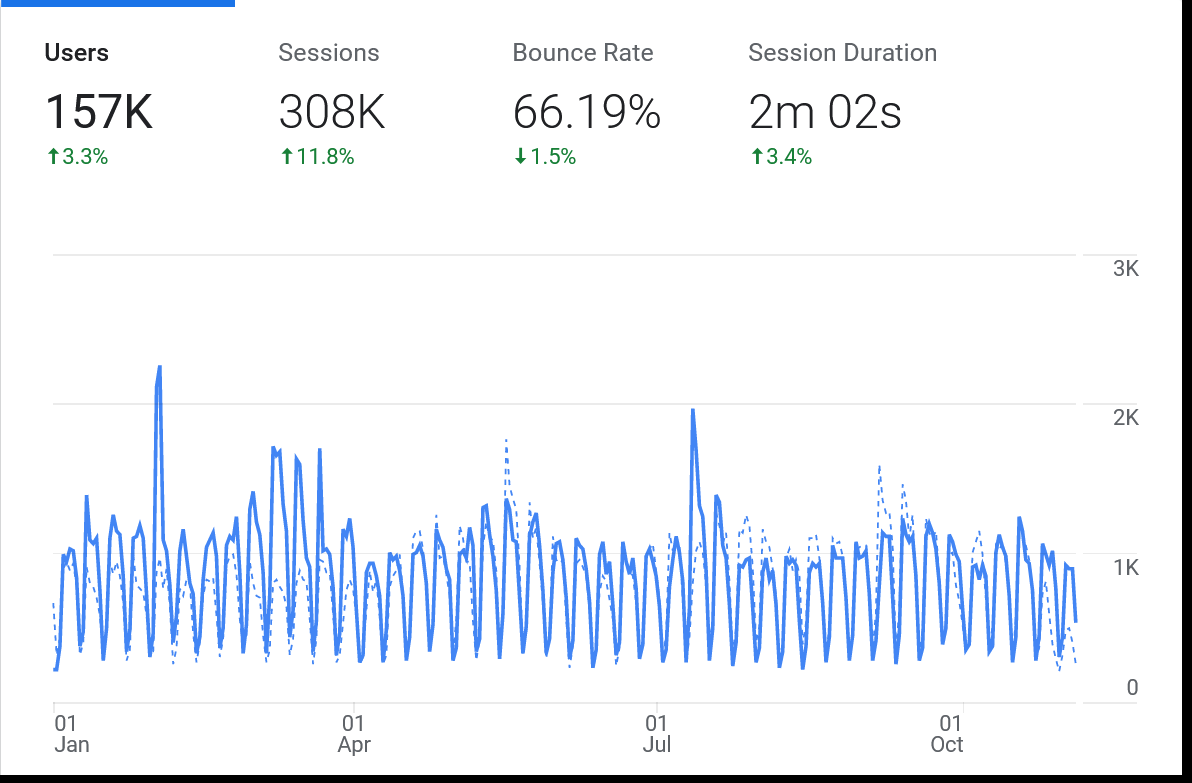 Users Sessions Bounce Rate Session Duration
157K 308K 66.19% 2m 02s
↑3.3% ↑11.8% ↓1.5% ↑3.4%
3K
2K
1K
0
01 01 01 01
Jan Apr Jul Oct